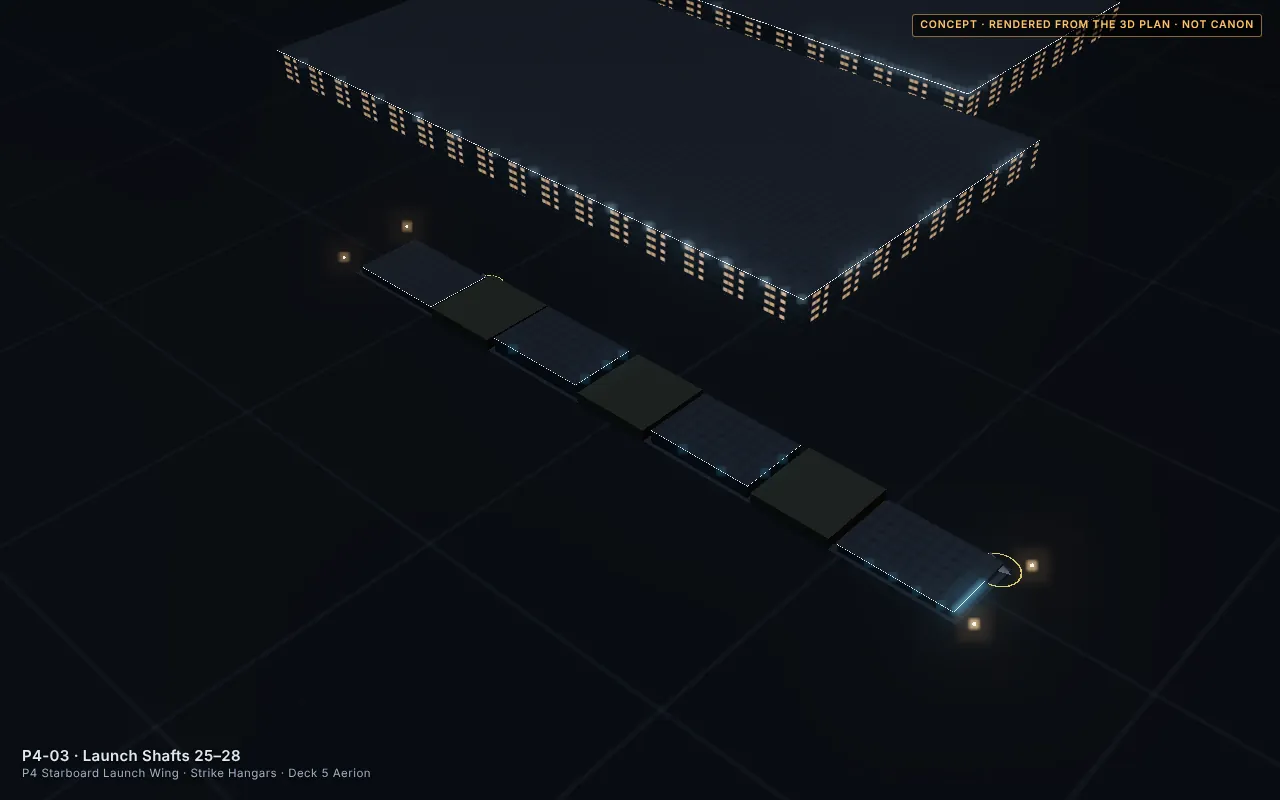 CONCEPT · RENDERED FROM THE 3D PLAN · NOT CANON
P4-03 · Launch Shafts 25–28
P4 Starboard Launch Wing · Strike Hangars · Deck 5 Aerion